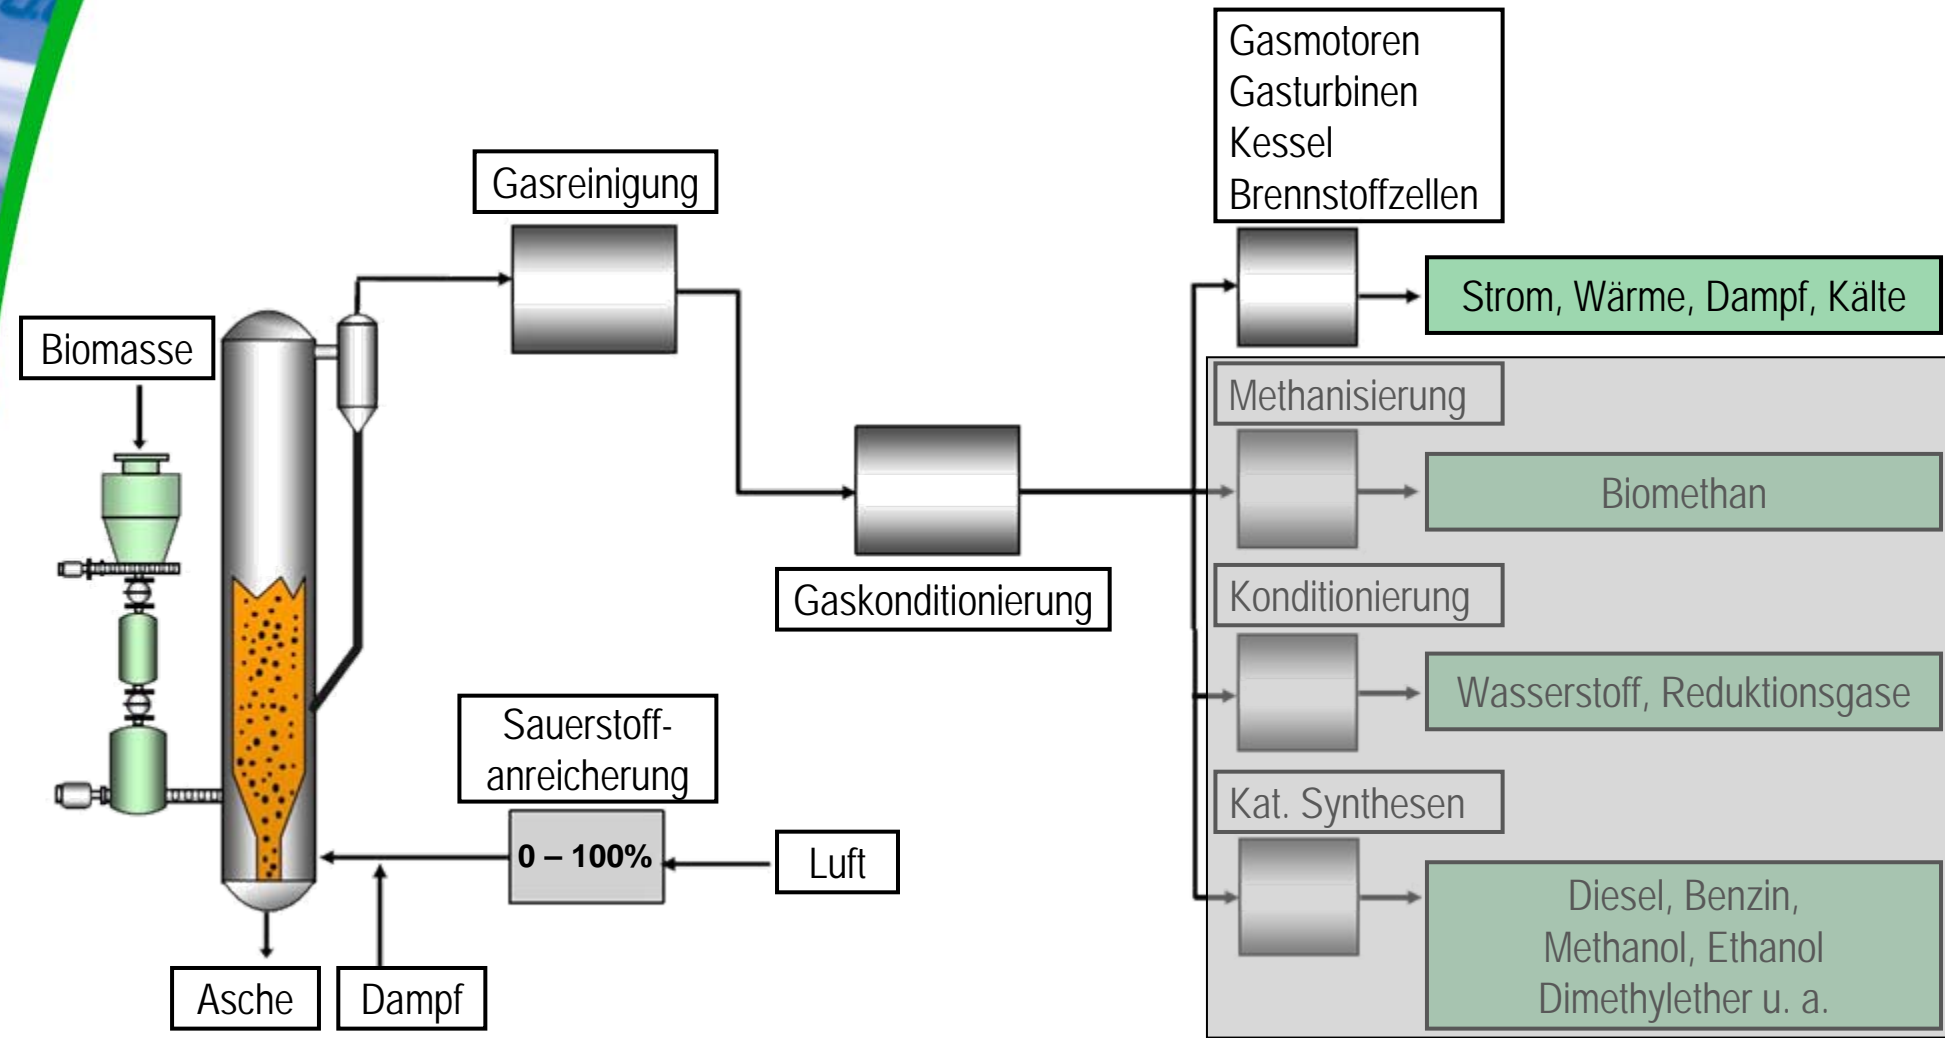 Gasmotoren
Gasturbinen
Kessel
Brennstoffzellen
Gasreinigung
Strom, Wärme, Dampf, Kälte
Biomasse
Methanisierung
Biomethan
Gaskonditionierung
Konditionierung
Wasserstoff, Reduktionsgase
Sauerstoff-
anreicherung
Kat. Synthesen
0 – 100%
Luft
Diesel, Benzin,
Methanol, Ethanol
Dimethylether u. a.
Asche
Dampf